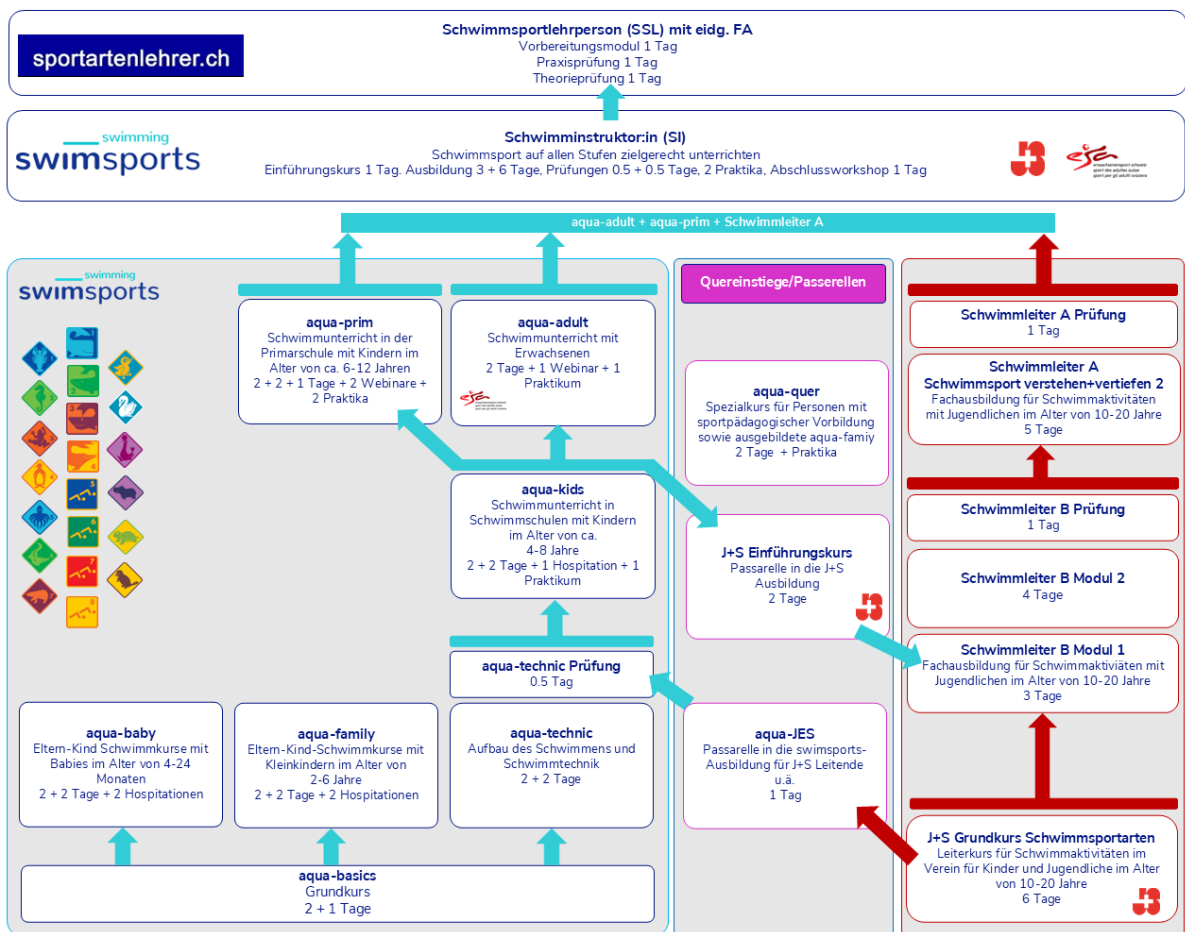 Schwimmsportlehrperson (SSL) mit eidg. FA
Vorbereitungsmodul 1 Tag
Praxisprüfung 1 Tag
Theorieprüfung 1 Tag
sportartenlehrer.ch
swimming
swimsports
Schwimminstruktor:in (SI)
Schwimmsport auf allen Stufen zielgerecht unterrichten
Einführungskurs 1 Tag. Ausbildung 3 + 6 Tage, Prüfungen 0.5 + 0.5 Tage, 2 Praktika, Abschlussworkshop 1 Tag
esa
erwachsenensport schweiz
sport des adultes suisse
sport per gli adulti svizzera
aqua-adult + aqua-prim + Schwimmleiter A
swimming
swimsports
aqua-prim
Schwimmunterricht in der
Primarschule mit Kindern im
Alter von ca. 6-12 Jahren
2 + 2 + 1 Tage + 2 Webinare +
2 Praktika
aqua-adult
Schwimmunterricht mit
Erwachsenen
2 Tage + 1 Webinar + 1
Praktikum
aqua-kids
Schwimmunterricht in
Schwimmschulen mit Kindern
im Alter von ca.
4-8 Jahre
2 + 2 Tage + 1 Hospitation + 1
Praktikum
aqua-technic Prüfung
0.5 Tag
aqua-baby
Eltern-Kind Schwimmkurse mit
Babies im Alter von 4-24
Monaten
2 + 2 Tage + 2 Hospitationen
aqua-family
Eltern-Kind-Schwimmkurse mit
Kleinkindern im Alter von
2-6 Jahre
2 + 2 Tage + 2 Hospitationen
aqua-technic
Aufbau des Schwimmens und
Schwimmtechnik
2 + 2 Tage
aqua-basics
Grundkurs
2 + 1 Tage
Quereinstiege/Passerellen
aqua-quer
Spezialkurs für Personen mit
sportpädagogischer Vorbildung
sowie ausgebildete aqua-famiy
2 Tage + Praktika
J+S Einführungskurs
Passarelle in die J+S
Ausbildung
2 Tage
aqua-JES
Passarelle in die swimsports-
Ausbildung für J+S Leitende
u.ä.
1 Tag
Schwimmleiter A Prüfung
1 Tag
Schwimmleiter A
Schwimmsport verstehen+vertiefen 2
Fachausbildung für Schwimmaktivitäten
mit Jugendlichen im Alter von 10-20 Jahre
5 Tage
Schwimmleiter B Prüfung
1 Tag
Schwimmleiter B Modul 2
4 Tage
Schwimmleiter B Modul 1
Fachausbildung für Schwimmaktiviäten mit
Jugendlichen im Alter von 10-20 Jahre
3 Tage
J+S Grundkurs Schwimmsportarten
Leiterkurs für Schwimmaktivitäten im
Verein für Kinder und Jugendliche im Alter
von 10-20 Jahre
6 Tage